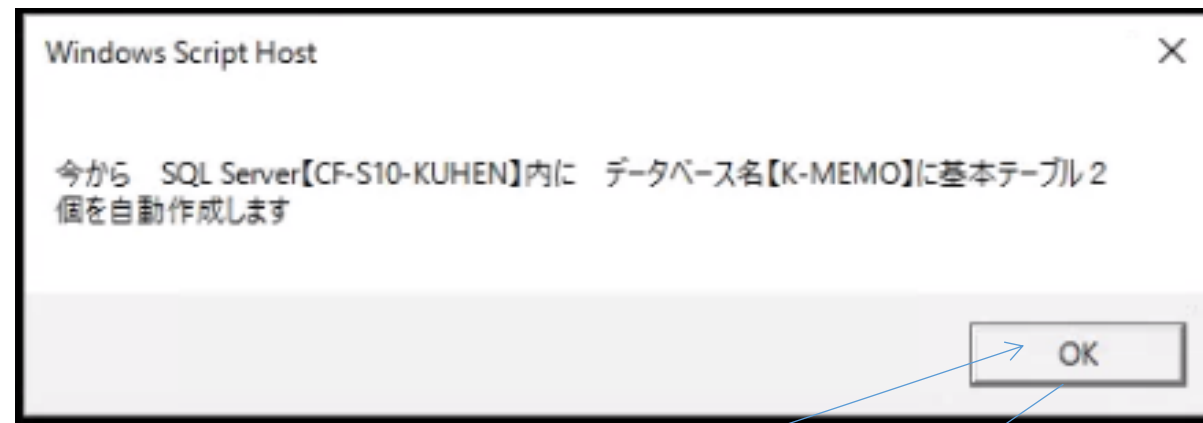 Windows Script Host
今から　SQL Server【CF-S10-KUHEN】内に　データベース名【K-MEMO】に基本テーブル２
個を自動作成します
OK